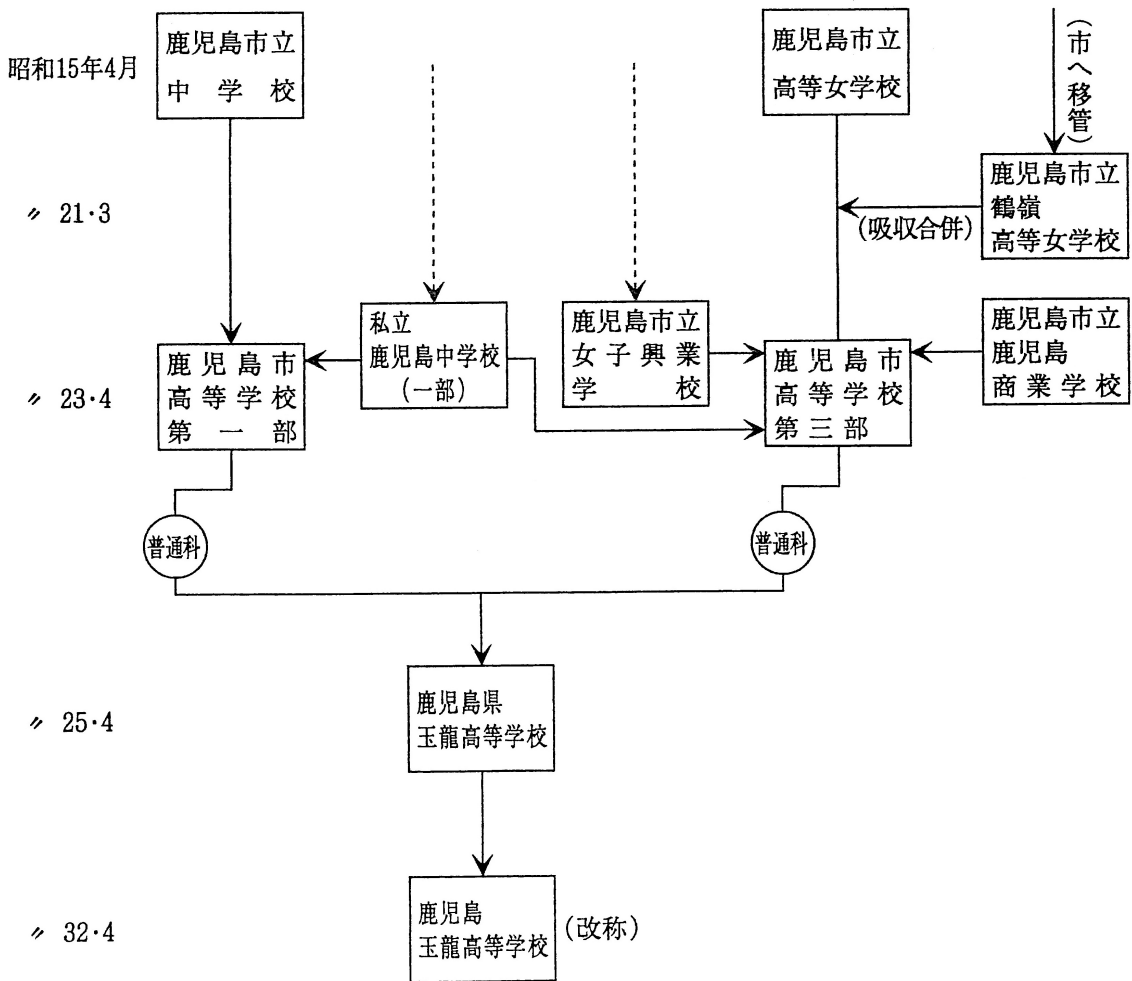 昭和15年4月
鹿児島市立
中学校
鹿児島市立
高等女学校
(市へ移管)
〃 21・3
鹿児島市立
鶴嶺
高等女学校
(吸収合併)
〃 23・4
鹿児島市
高等学校
第一部
私立
鹿児島中学校
(一部)
鹿児島市立
女子興業
学校
鹿児島市
高等学校
第三部
鹿児島市立
鹿児島
商業学校
普通科
普通科
〃 25・4
鹿児島県
玉龍高等学校
〃 32・4
鹿児島
玉龍高等学校
(改称)